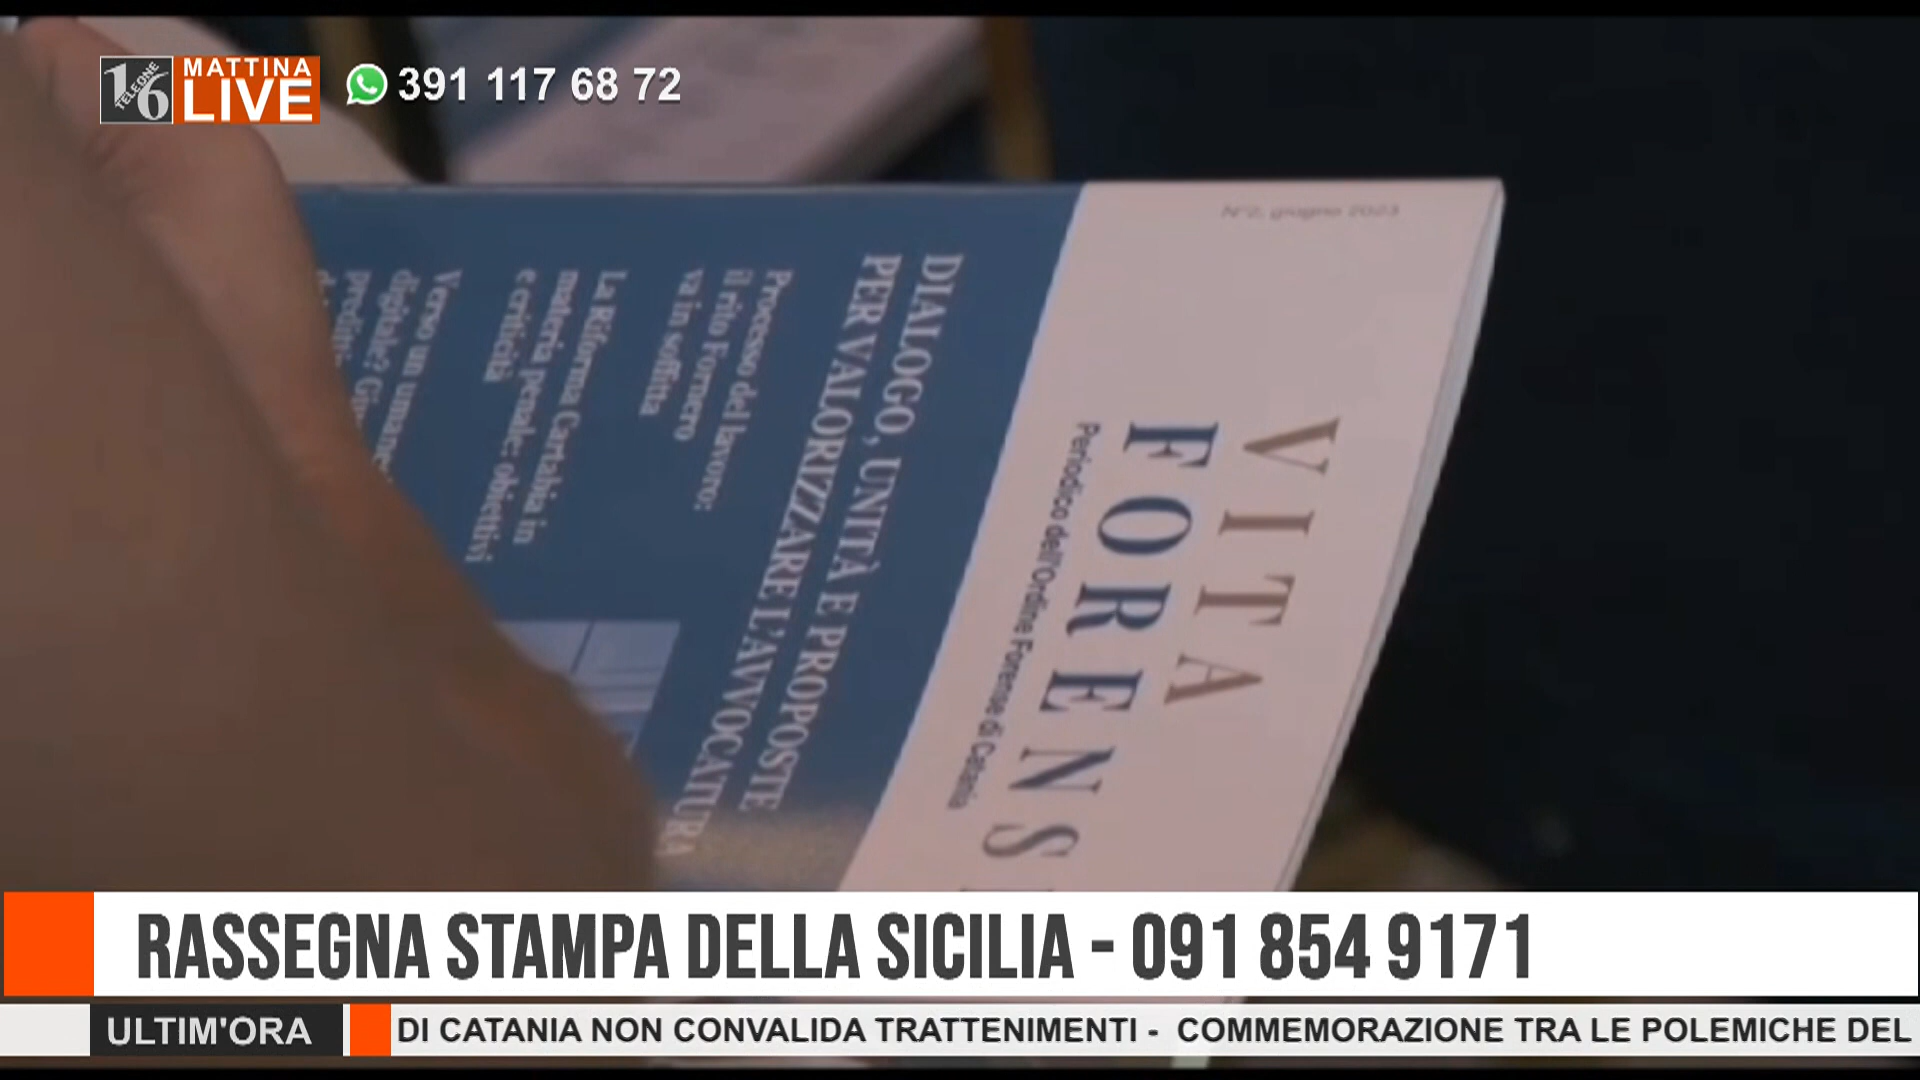 16
TELEONE
MATTINA
LIVE
391 117 68 72
N°2, giugno 2023
VITA
FORENS
Periodico dell'Ordine Forense di Catania
DIALOGO, UNITÀ E PROPOSTE
PER VALORIZZARE L'AVVOCATURA
Processo del lavoro:
il rito Fornero
va in soffitta
La Riforma Cartabia in
materia penale: obiettivi
e criticità
Verso un
digitale?
RASSEGNA STAMPA DELLA SICILIA - 091 854 9171
ULTIM'ORA
DI CATANIA NON CONVALIDA TRATTENIMENTI - COMMEMORAZIONE TRA LE POLEMICHE DEL